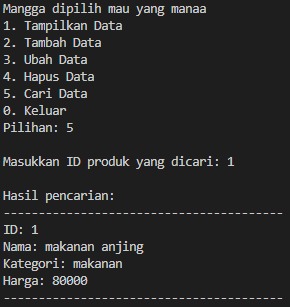 Mangga dipilih mau yang manaa
1. Tampilkan Data
2. Tambah Data
3. Ubah Data
4. Hapus Data
5. Cari Data
0. Keluar
Pilihan: 5
Masukkan ID produk yang dicari: 1
Hasil pencarian:
----------------------------------------
ID: 1
Nama: makanan anjing
Kategori: makanan
Harga: 80000
----------------------------------------